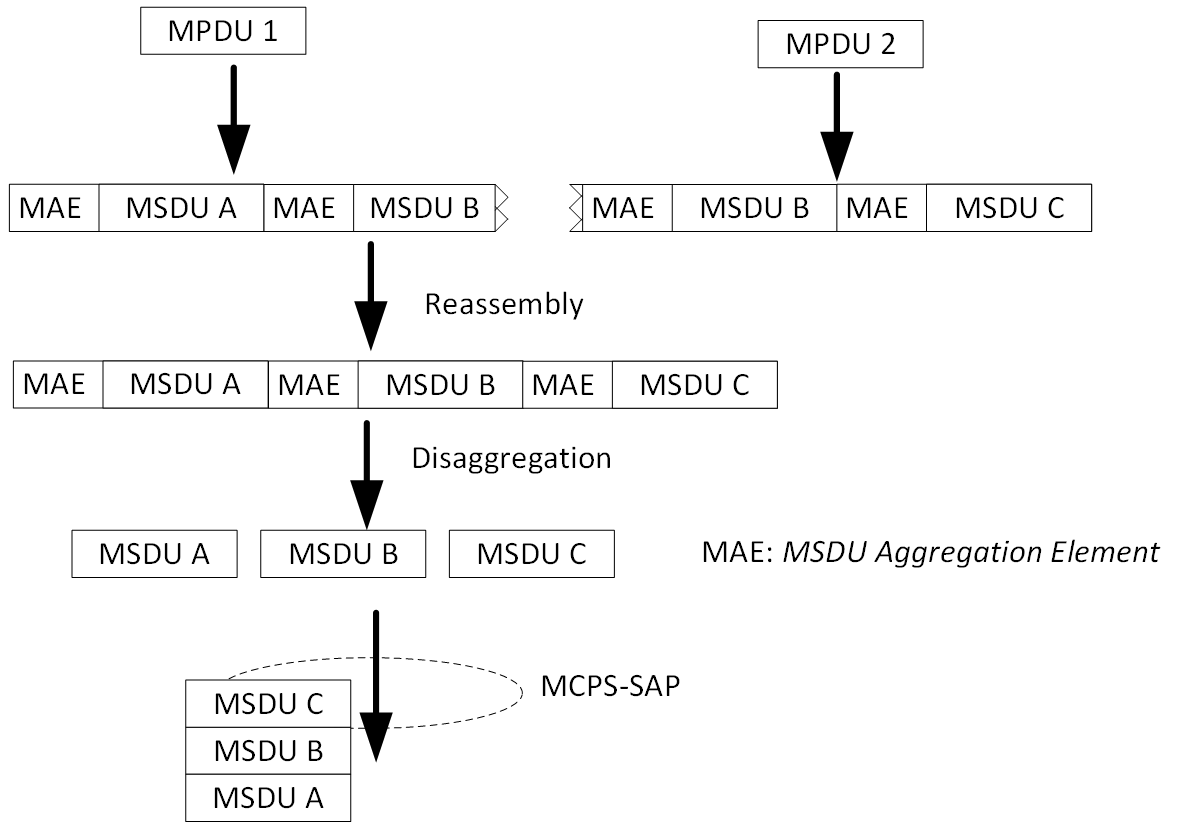 MPDU 1
MPDU 2
MAE MSDU A MAE MSDU B
MAE MSDU B MAE MSDU C
Reassembly
MAE MSDU A MAE MSDU B MAE MSDU C
Disaggregation
MSDU A MSDU B MSDU C
MAE: MSDU Aggregation Element
MCPS-SAP
MSDU C
MSDU B
MSDU A